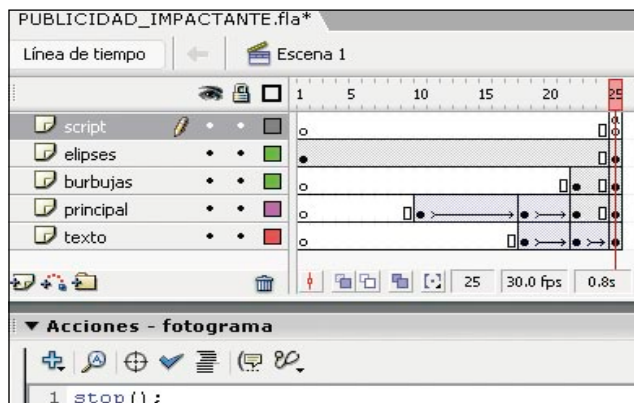 PUBLICIDAD_IMPACTANTE.fla*
Línea de tiempo Escena 1
1 5 10 15 20 25
script
elipses
burbujas
principal
texto
25 30.0 fps 0.8s
Acciones - fotograma
1 stop();